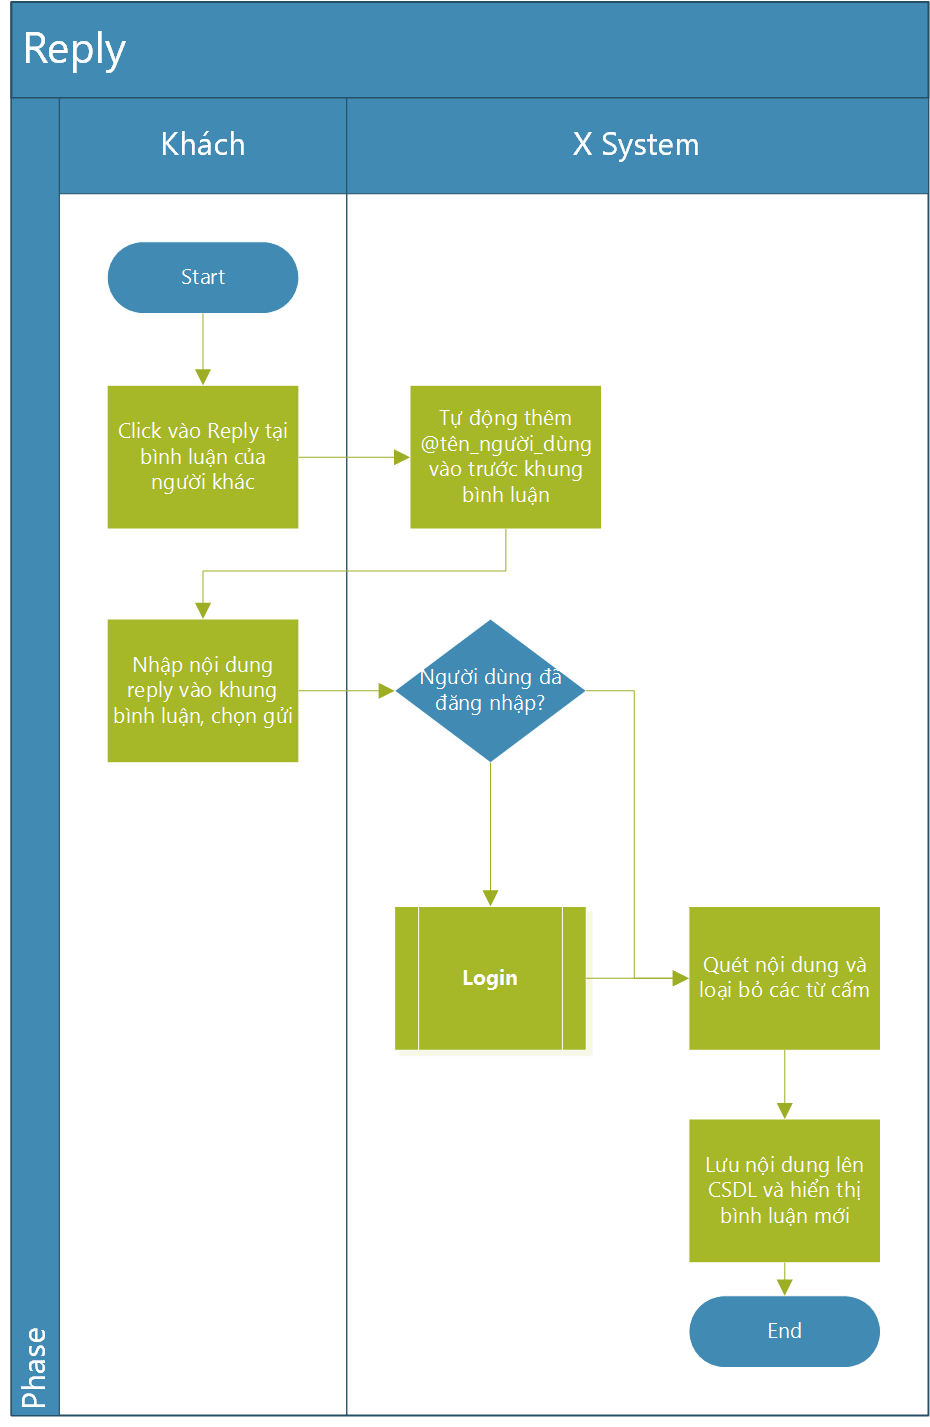 Reply
Khách
X System
Start
Click vào Reply tại
bình luận của
người khác
Tự động thêm
@tên_người_dùng
vào trước khung
bình luận
Nhập nội dung
reply vào khung
bình luận, chọn gửi
Người dùng đã
đăng nhập?
Login
Quét nội dung và
loại bỏ các từ cấm
Lưu nội dung lên
CSDL và hiển thị
bình luận mới
End
Phase